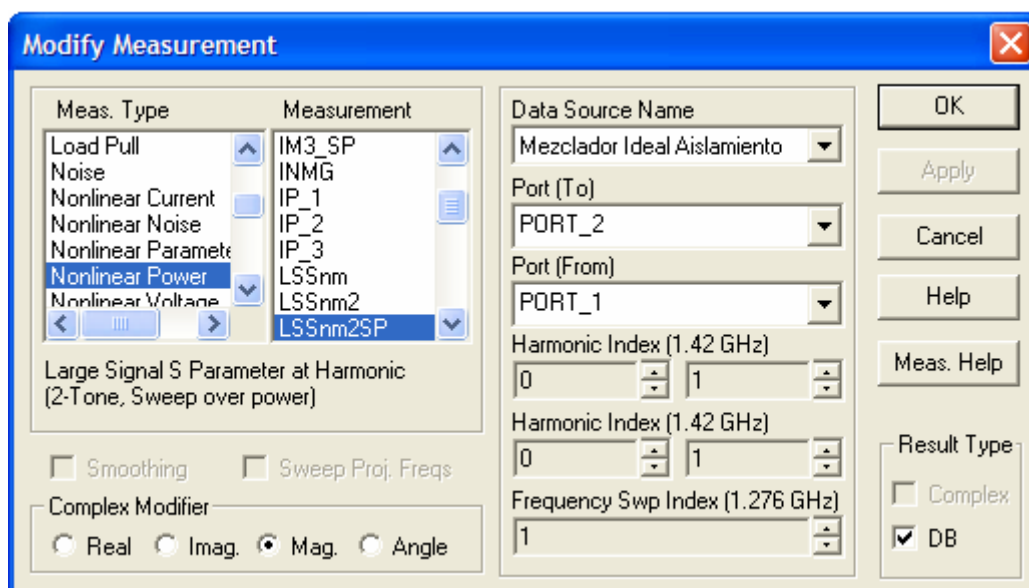 Modify Measurement
Meas. Type
Load Pull
Noise
Nonlinear Current
Nonlinear Noise
Nonlinear Paramete
Nonlinear Power
Nonlinear Voltage
Measurement
IM3_SP
INMG
IP_1
IP_2
IP_3
LSSnm
LSSnm2
LSSnm2SP
Large Signal S Parameter at Harmonic
(2-Tone, Sweep over power)
Smoothing
Sweep Proj. Freqs
Complex Modifier
Real
Imag.
Mag.
Angle
Data Source Name
Mezclador Ideal Aislamiento
Port (To)
PORT_2
Port (From)
PORT_1
Harmonic Index (1.42 GHz)
0 1
Harmonic Index (1.42 GHz)
0 1
Frequency Swp Index (1.276 GHz)
1
OK
Apply
Cancel
Help
Meas. Help
Result Type
Complex
DB